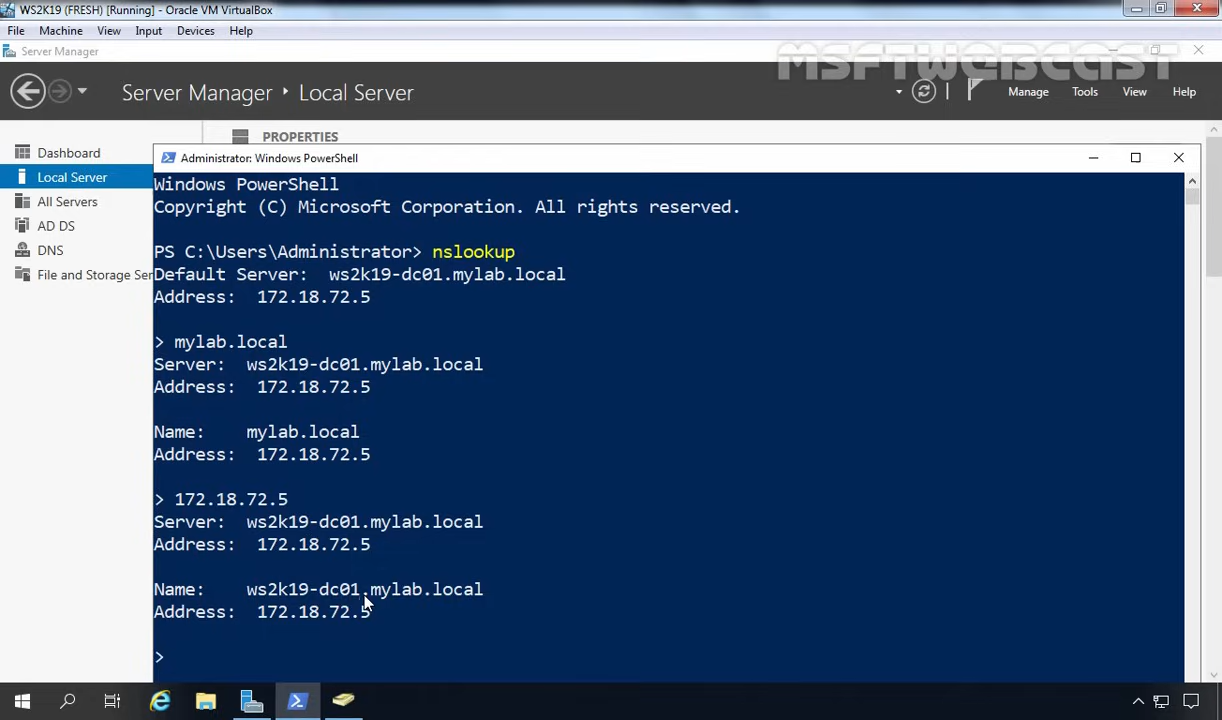 WS2K19 (FRESH) [Running] - Oracle VM VirtualBox
File Machine View Input Devices Help
Server Manager
MSFTWEBCAST
Server Manager • Local Server
Manage Tools View Help
PROPERTIES
Dashboard
Local Server
All Servers
AD DS
DNS
File and Storage Ser
Administrator: Windows PowerShell
Windows PowerShell
Copyright (C) Microsoft Corporation. All rights reserved.
PS C:\Users\Administrator> nslookup
Default Server:  ws2k19-dc01.mylab.local
Address:  172.18.72.5
> mylab.local
Server:  ws2k19-dc01.mylab.local
Address:  172.18.72.5
Name:    mylab.local
Address:  172.18.72.5
> 172.18.72.5
Server:  ws2k19-dc01.mylab.local
Address:  172.18.72.5
Name:    ws2k19-dc01.mylab.local
Address:  172.18.72.5
>